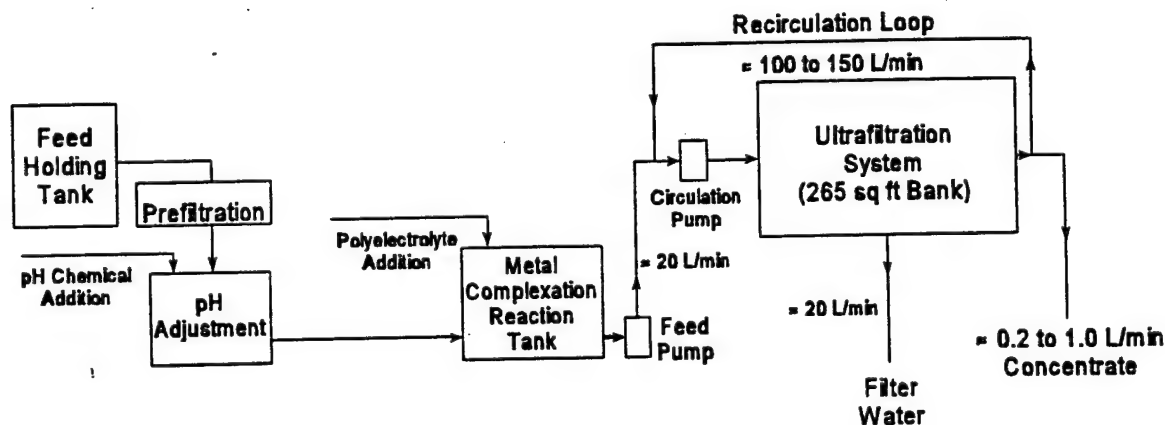 Recirculation Loop
≈ 100 to 150 L/min
Feed
Holding
Tank
Prefiltration
pH Chemical
Addition
pH
Adjustment
Polyelectrolyte
Addition
Metal
Complexation
Reaction
Tank
Feed
Pump
≈ 20 L/min
Circulation
Pump
Ultrafiltration
System
(265 sq ft Bank)
≈ 20 L/min
Filter
Water
≈ 0.2 to 1.0 L/min
Concentrate